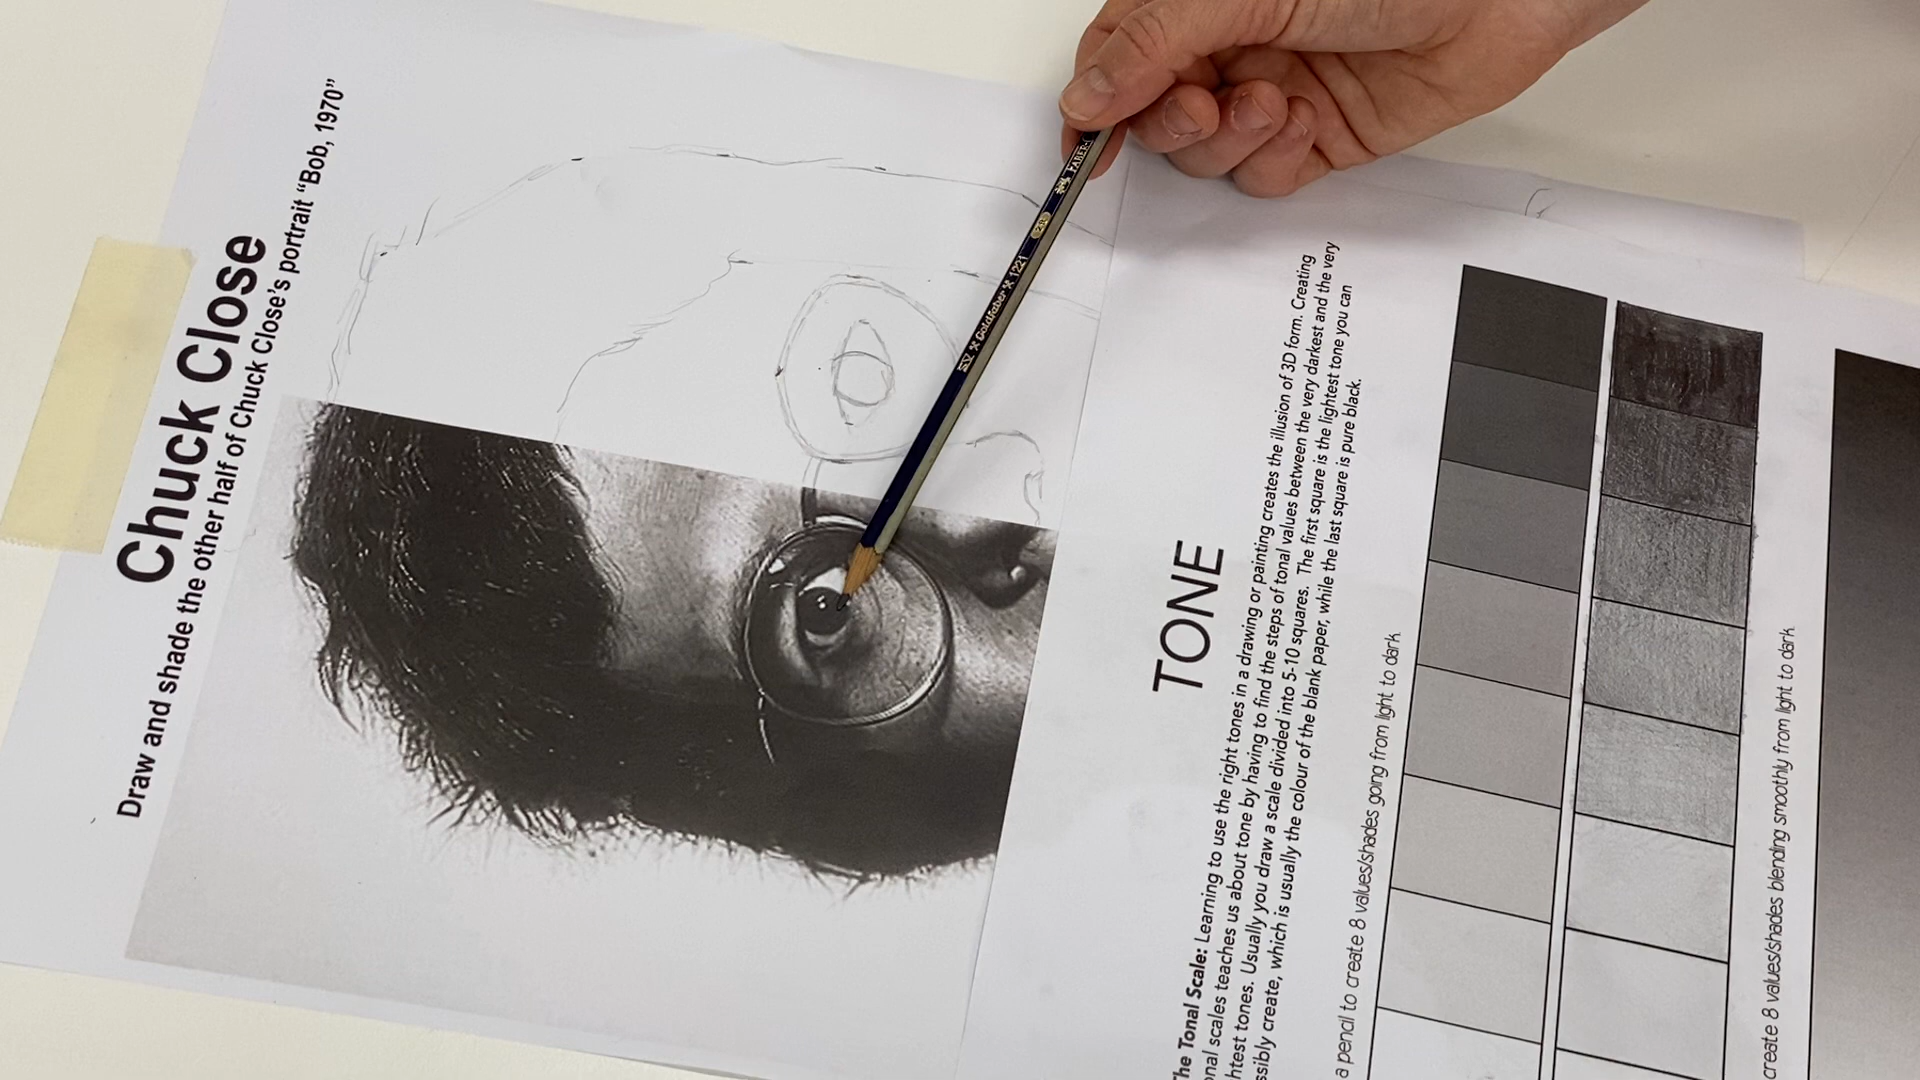 Chuck Close
Draw and shade the other half of Chuck Close's portrait “Bob, 1970”
FABER-
2B
Goldfaber 1221
TONE
The Tonal Scale: Learning to use the right tones in a drawing or painting creates the illusion of 3D form. Creating
scales teaches us about tone by having to find the steps of tonal values between the very darkest and the very
tones. Usually you draw a scale divided into 5-10 squares. The first square is the lightest tone you can
create, which is usually the colour of the blank paper, while the last square is pure black.
a pencil to create 8 values/shades going from light to dark
create 8 values/shades blending smoothly from light to dark